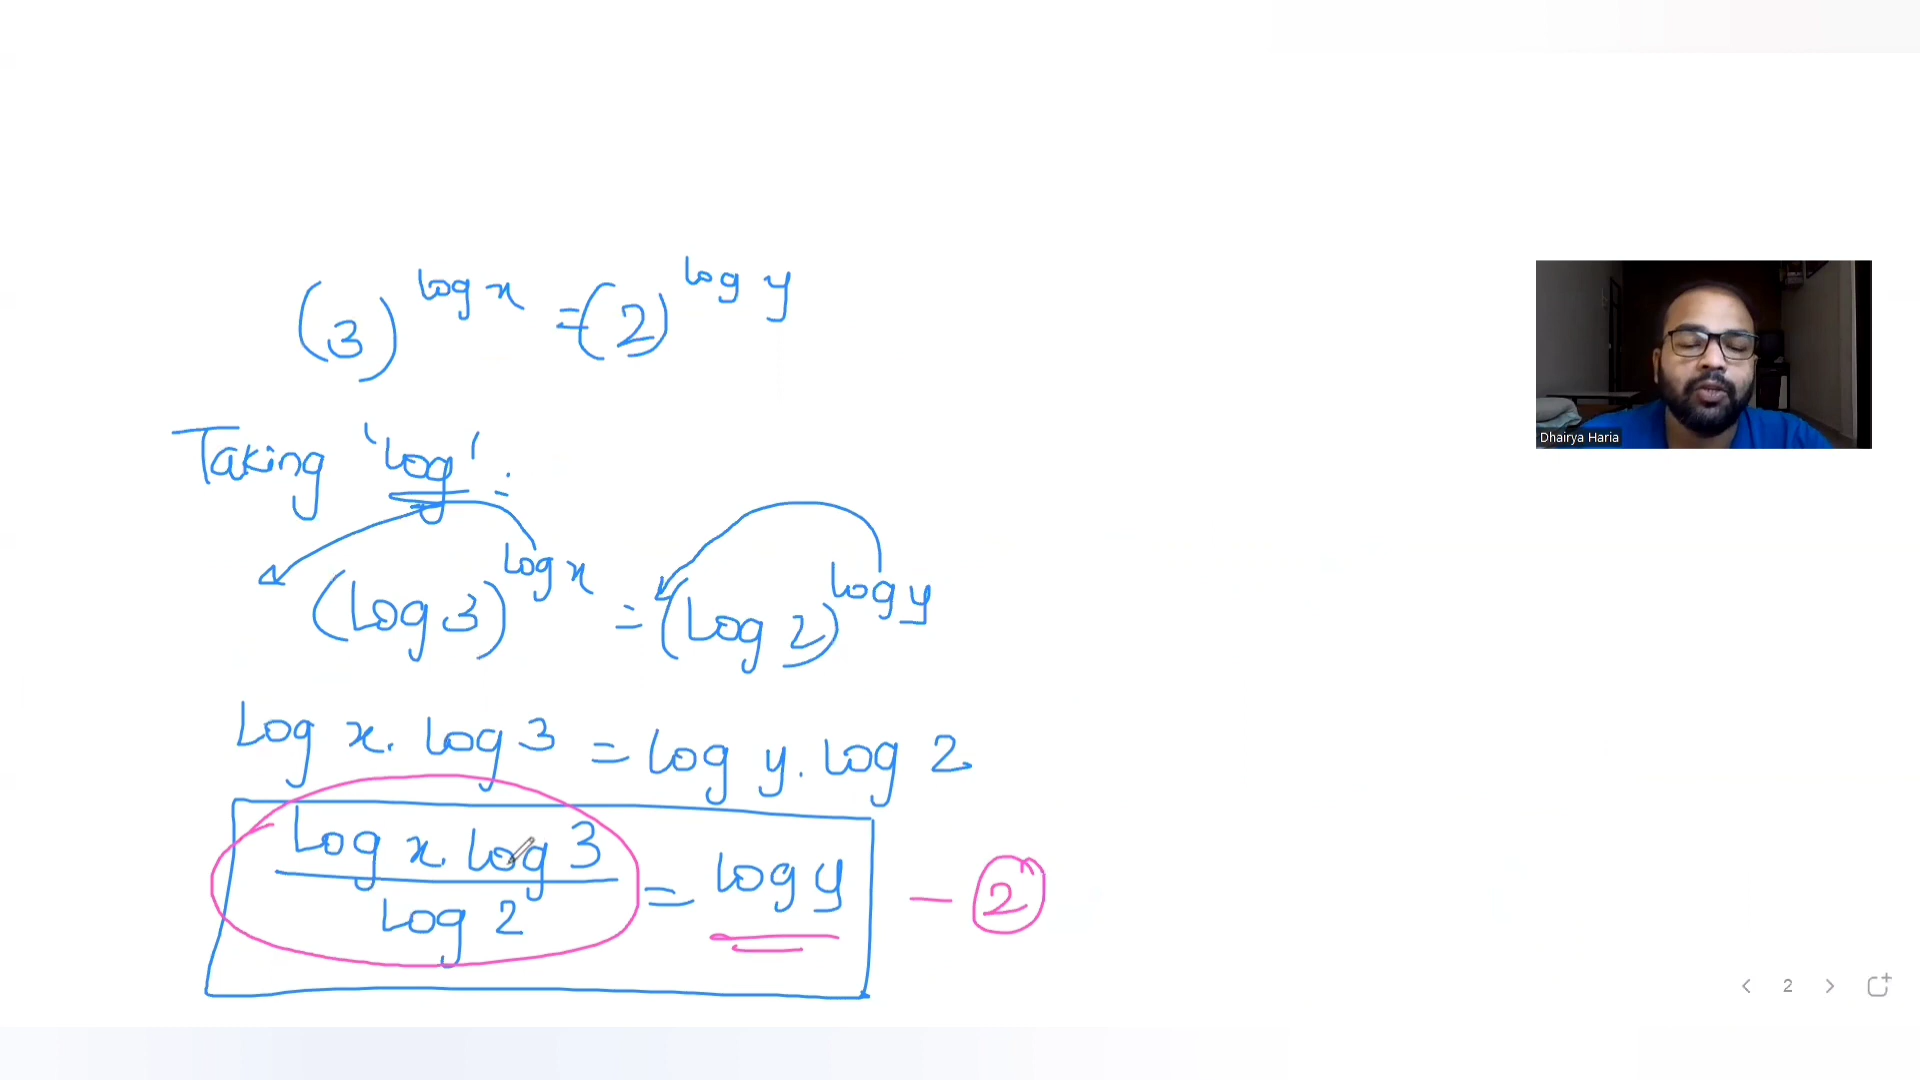 (3)^log x = (2)^log y
Taking 'log' :
(log 3)^log x = (log 2)^log y
log x . log 3 = log y . log 2
log x . log 3 / log 2 = log y — 2
Dhairya Haria
2